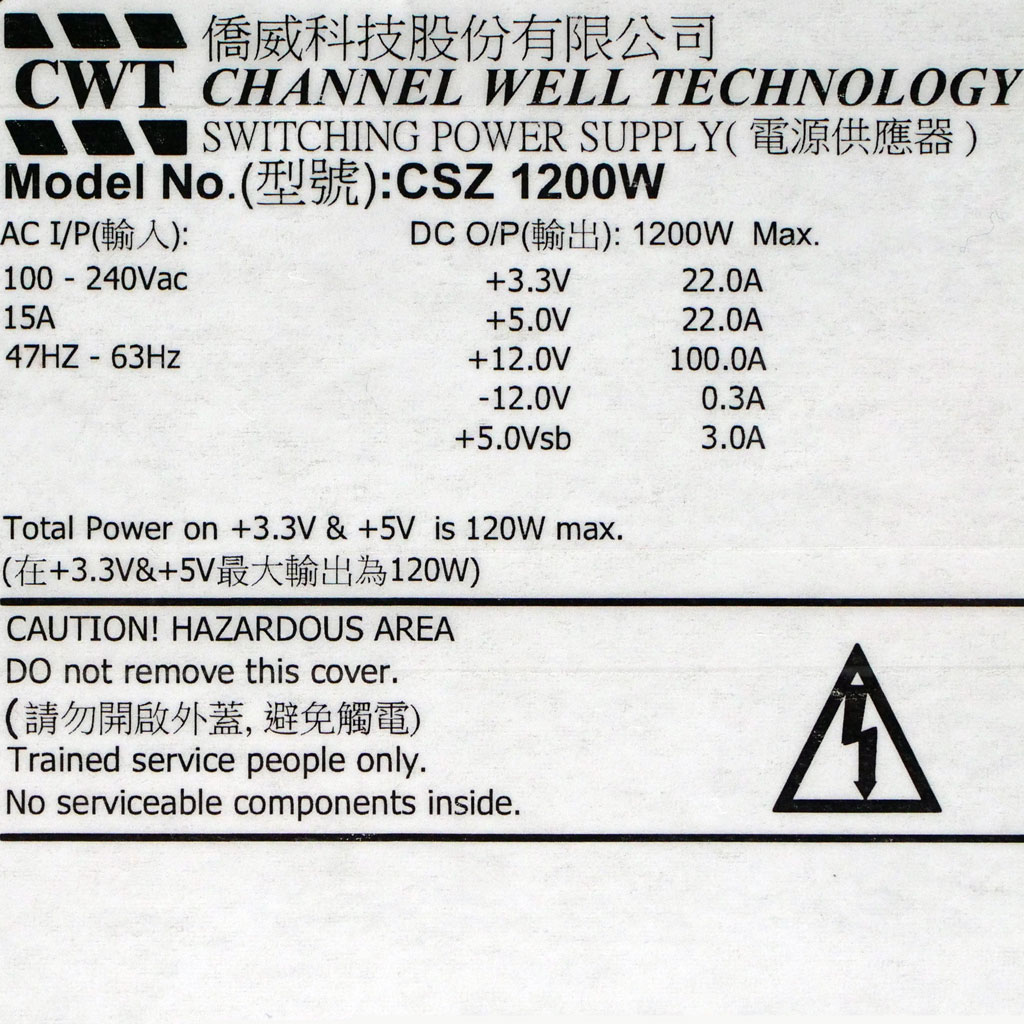 僑威科技股份有限公司
CWT CHANNEL WELL TECHNOLOGY
SWITCHING POWER SUPPLY( 電源供應器 )
Model No.(型號):CSZ 1200W
AC I/P(輸入): DC O/P(輸出): 1200W Max.
100 - 240Vac +3.3V 22.0A
15A +5.0V 22.0A
47HZ - 63Hz +12.0V 100.0A
-12.0V 0.3A
+5.0Vsb 3.0A
Total Power on +3.3V & +5V is 120W max.
(在+3.3V&+5V最大輸出為120W)
CAUTION! HAZARDOUS AREA
DO not remove this cover.
(請勿開啟外蓋, 避免觸電)
Trained service people only.
No serviceable components inside.